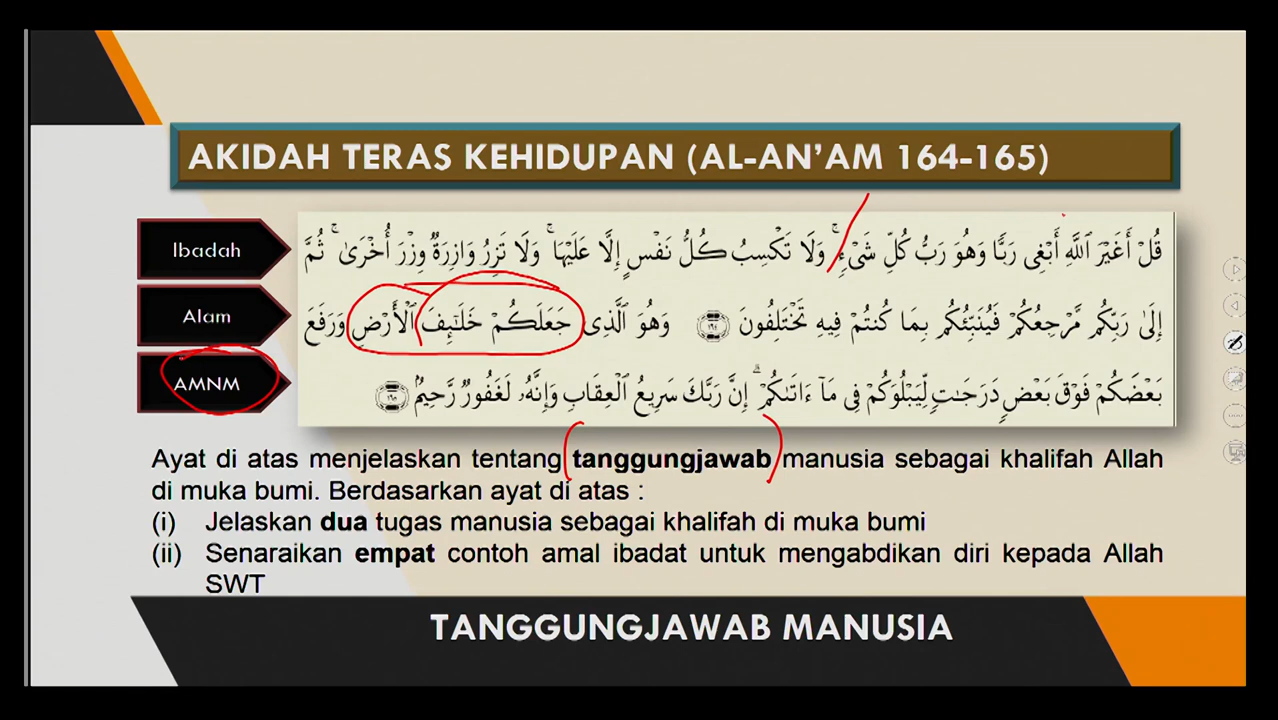 AKIDAH TERAS KEHIDUPAN (AL-AN’AM 164-165)
Ibadah
Alam
AMNM
قُلْ أَغَيْرَ ٱللَّهِ أَبْغِى رَبًّا وَهُوَ رَبُّ كُلِّ شَىْءٍ ۚ وَلَا تَكْسِبُ كُلُّ نَفْسٍ إِلَّا عَلَيْهَا ۚ وَلَا تَزِرُ وَازِرَةٌ وِزْرَ أُخْرَىٰ ۚ ثُمَّ
إِلَىٰ رَبِّكُم مَّرْجِعُكُمْ فَيُنَبِّئُكُم بِمَا كُنتُمْ فِيهِ تَخْتَلِفُونَ ﴿١٦٤﴾ وَهُوَ ٱلَّذِى جَعَلَكُمْ خَلَـٰٓئِفَ ٱلْأَرْضِ وَرَفَعَ
بَعْضَكُمْ فَوْقَ بَعْضٍ دَرَجَـٰتٍ لِّيَبْلُوَكُمْ فِى مَآ ءَاتَىٰكُمْ ۗ إِنَّ رَبَّكَ سَرِيعُ ٱلْعِقَابِ وَإِنَّهُۥ لَغَفُورٌ رَّحِيمٌۢ ﴿١٦٥﴾
Ayat di atas menjelaskan tentang tanggungjawab manusia sebagai khalifah Allah
di muka bumi. Berdasarkan ayat di atas :
(i) Jelaskan dua tugas manusia sebagai khalifah di muka bumi
(ii) Senaraikan empat contoh amal ibadat untuk mengabdikan diri kepada Allah
SWT
TANGGUNGJAWAB MANUSIA